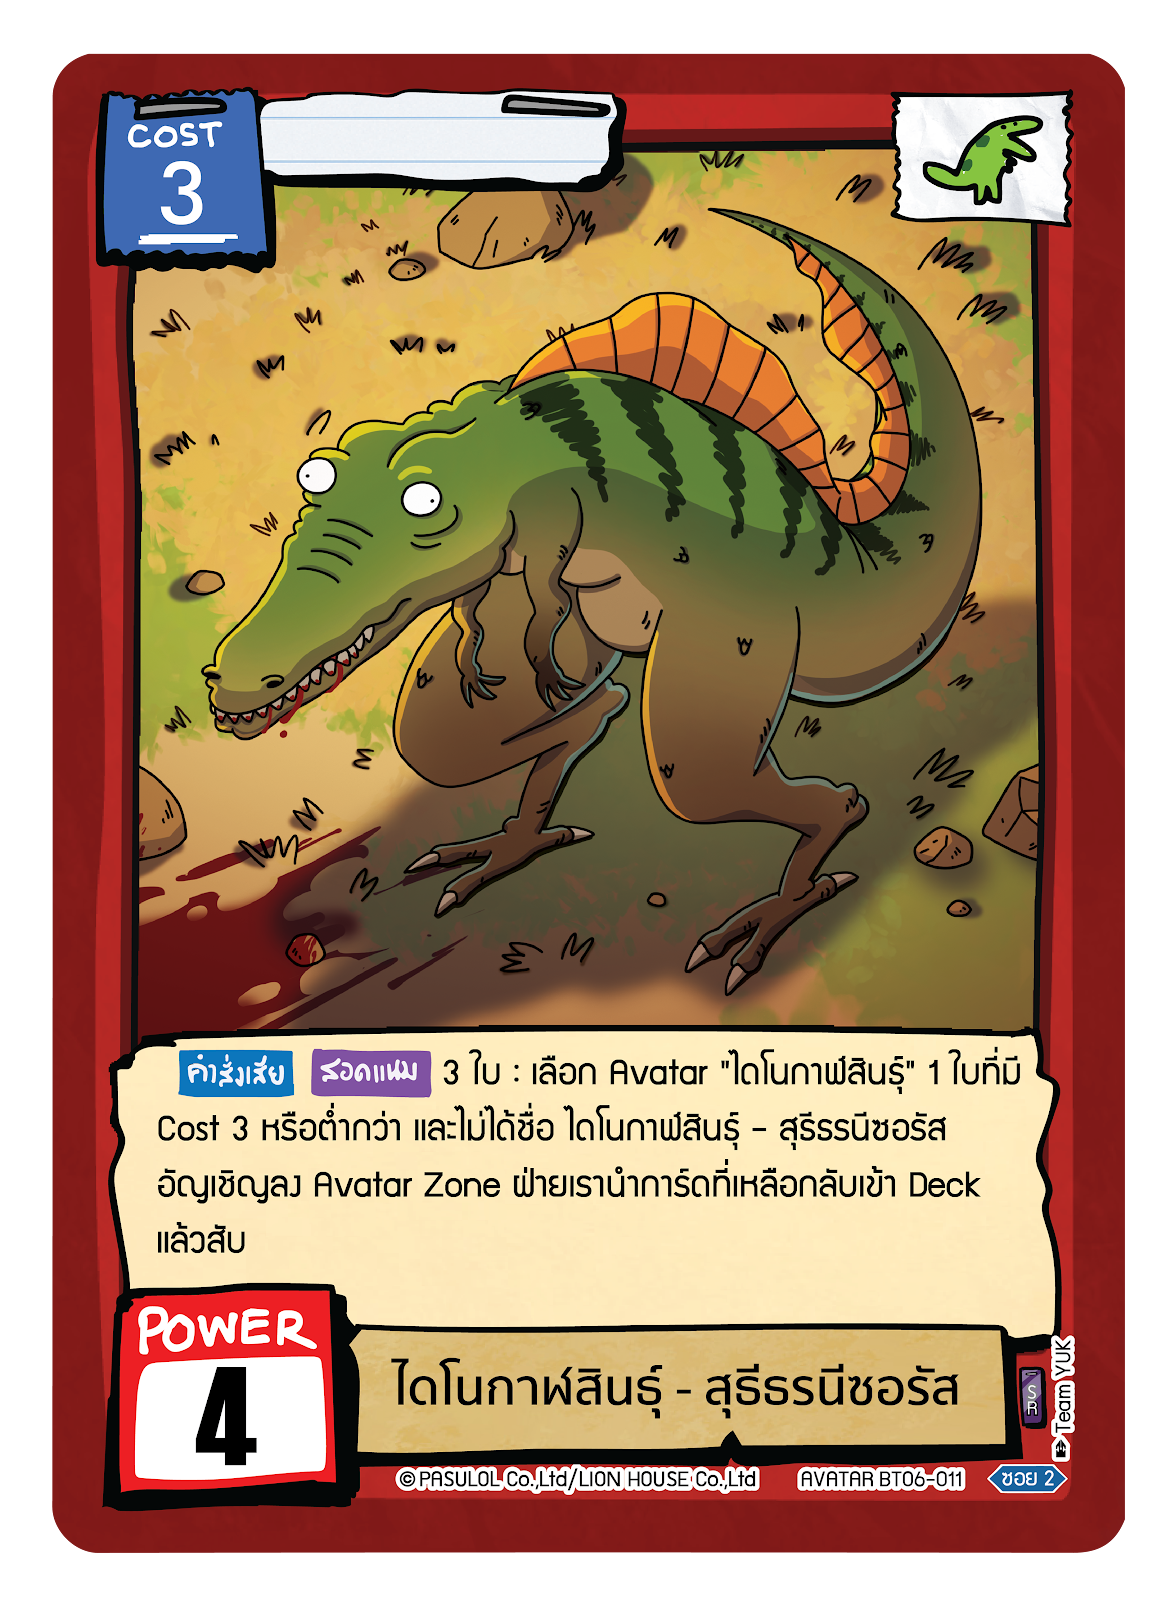 COST
3
คำสั่งเสีย สอดแนม 3 ใบ : เลือก Avatar "ไดโนกาฬสินธุ์" 1 ใบที่มี
Cost 3 หรือต่ำกว่า และไม่ได้ชื่อ ไดโนกาฬสินธุ์ - สุธีธรนีซอรัส
อัญเชิญลง Avatar Zone ฝ่ายเรานำการ์ดที่เหลือกลับเข้า Deck
แล้วสับ
POWER
4
ไดโนกาฬสินธุ์ - สุธีธรนีซอรัส
SR
Team YUK
© PASULOL Co.,Ltd/LION HOUSE Co.,Ltd AVATAR BT06-011 ซอย 2